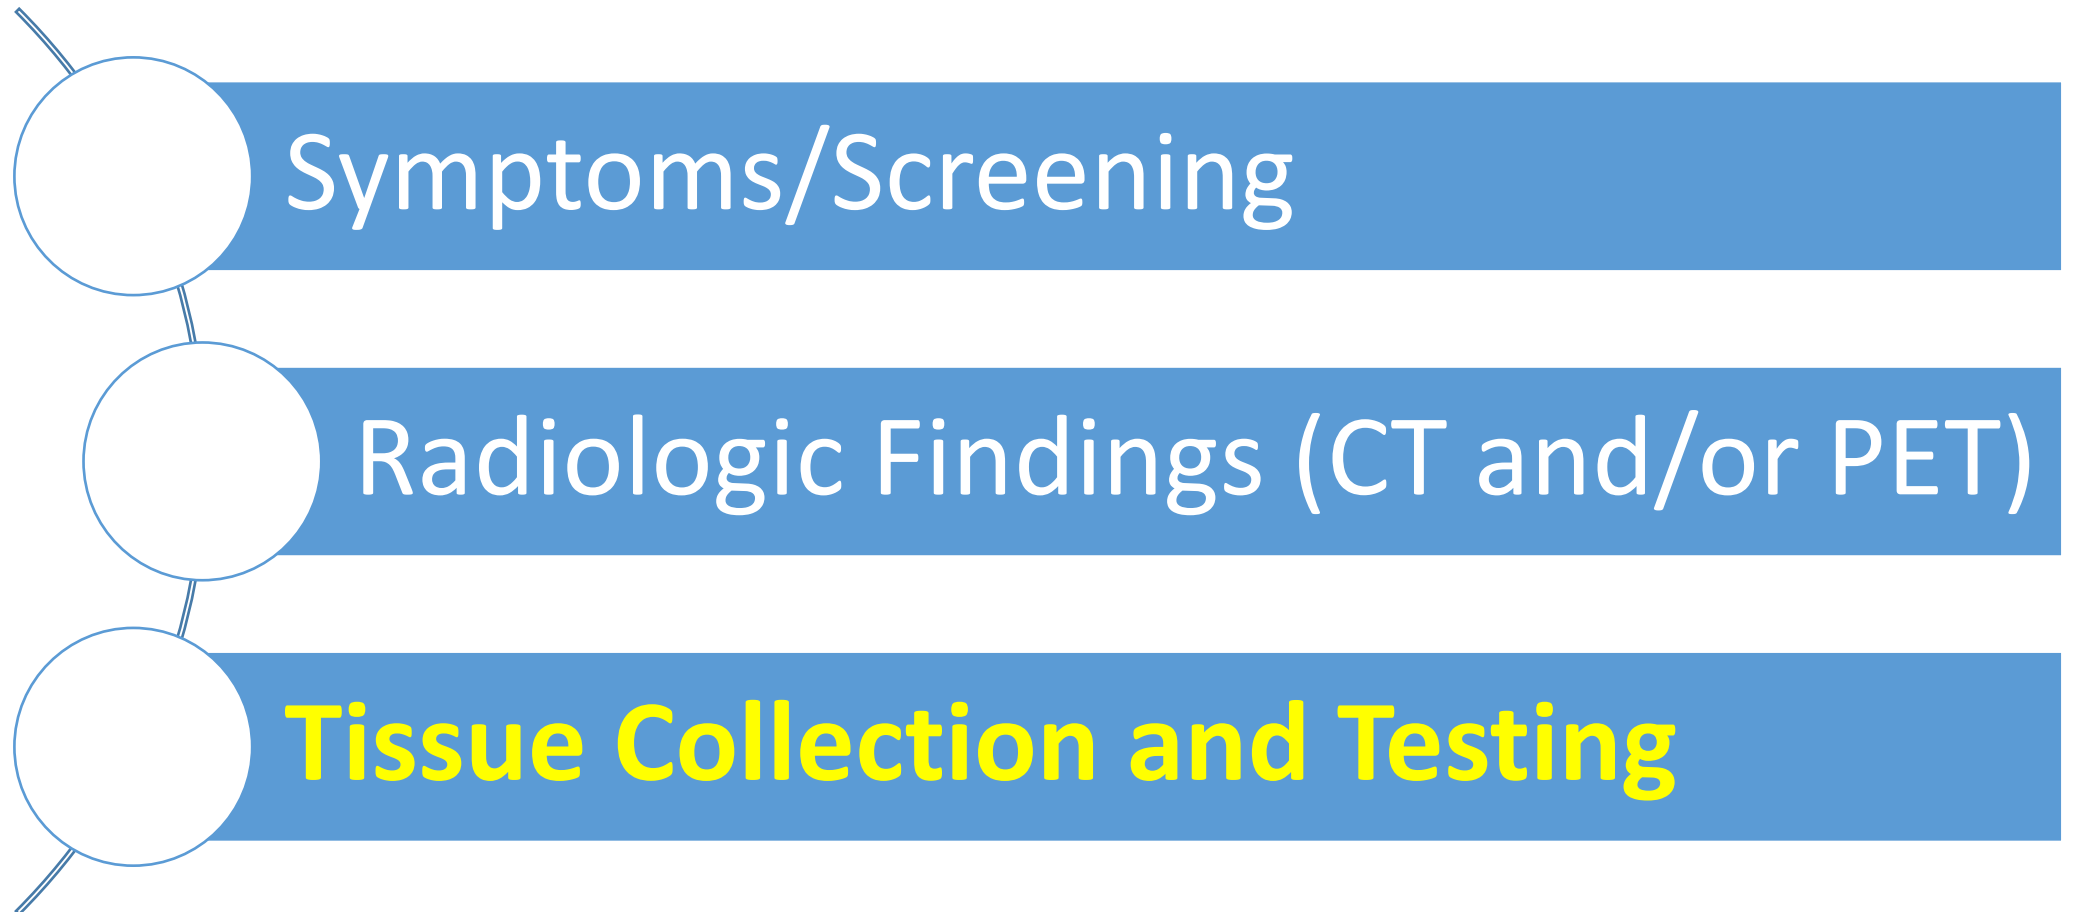 Symptoms/Screening
Radiologic Findings (CT and/or PET)
Tissue Collection and Testing